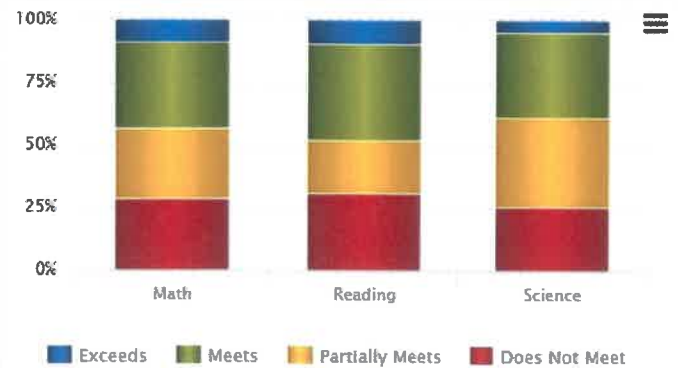 100%
75%
50%
25%
0%
Math Reading Science
Exceeds Meets Partially Meets Does Not Meet